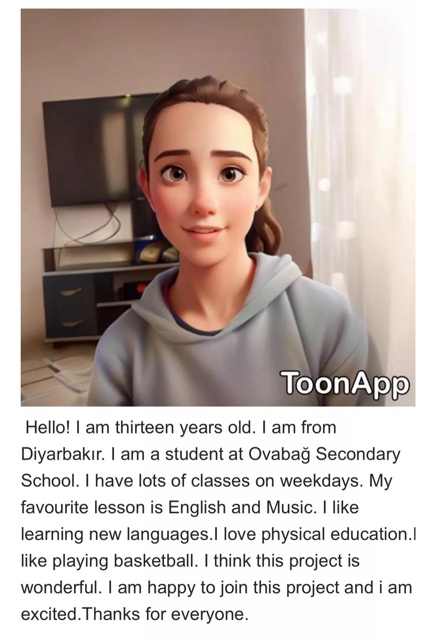 ToonApp
Hello! I am thirteen years old. I am from
Diyarbakır. I am a student at Ovabağ Secondary
School. I have lots of classes on weekdays. My
favourite lesson is English and Music. I like
learning new languages.I love physical education.I
like playing basketball. I think this project is
wonderful. I am happy to join this project and i am
excited.Thanks for everyone.